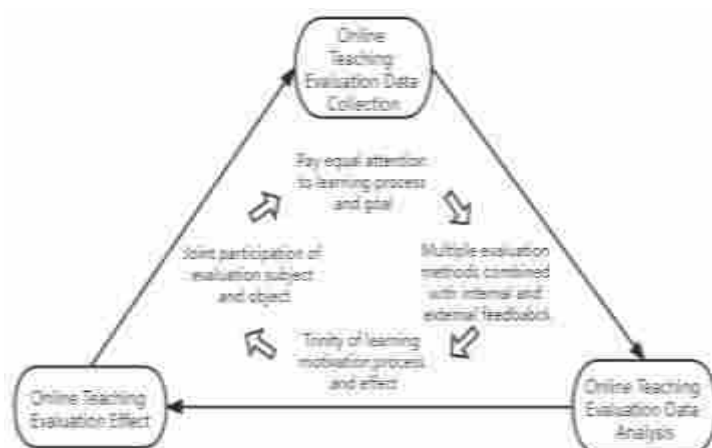 Online
Teaching
Evaluation Data
Collection
Pay equal attention
to learning process
and goal
Joint participation of
evaluation subject
and object
Multiple evaluation
methods combined
with internal and
external feedback
Trinity of learning
motivation process
and effect
Online Teaching
Evaluation Effect
Online Teaching
Evaluation Data
Analysis